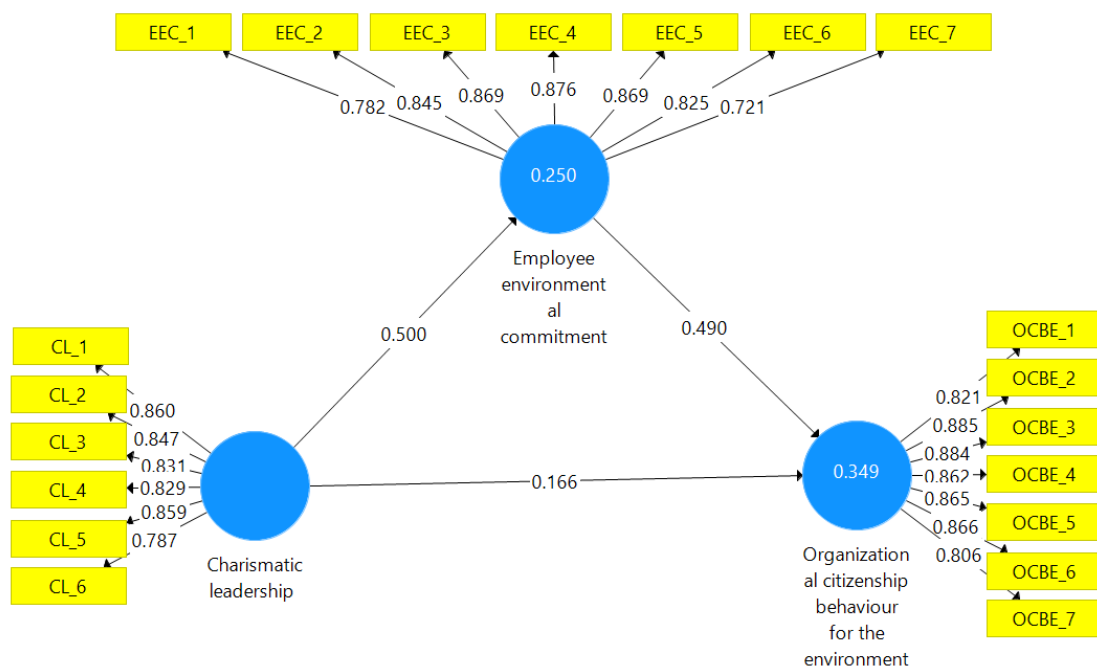 EEC_1
EEC_2
EEC_3
EEC_4
EEC_5
EEC_6
EEC_7
0.782
0.845
0.869
0.876
0.869
0.825
0.721
0.250
Employee
environment
al
commitment
0.500
0.490
CL_1
CL_2
CL_3
CL_4
CL_5
CL_6
0.860
0.847
0.831
0.829
0.859
0.787
Charismatic
leadership
0.166
0.349
Organization
al citizenship
behaviour
for the
environment
0.821
0.885
0.884
0.862
0.865
0.866
0.806
OCBE_1
OCBE_2
OCBE_3
OCBE_4
OCBE_5
OCBE_6
OCBE_7